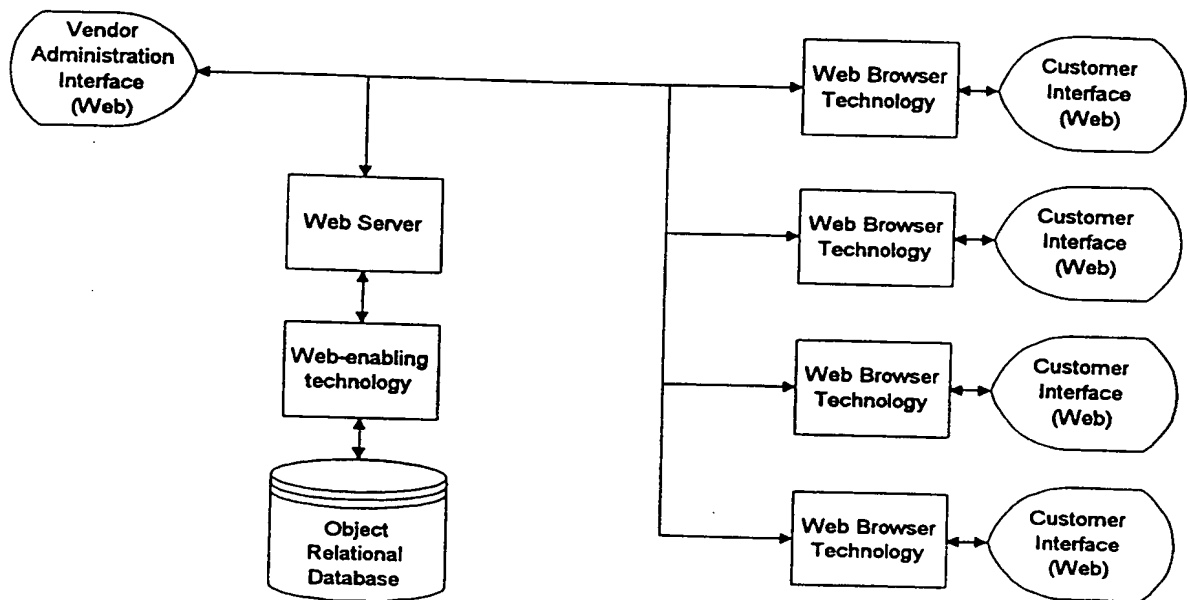 Vendor
Administration
Interface
(Web)
Web Browser
Technology
Customer
Interface
(Web)
Web Server
Web Browser
Technology
Customer
Interface
(Web)
Web-enabling
technology
Web Browser
Technology
Customer
Interface
(Web)
Object
Relational
Database
Web Browser
Technology
Customer
Interface
(Web)